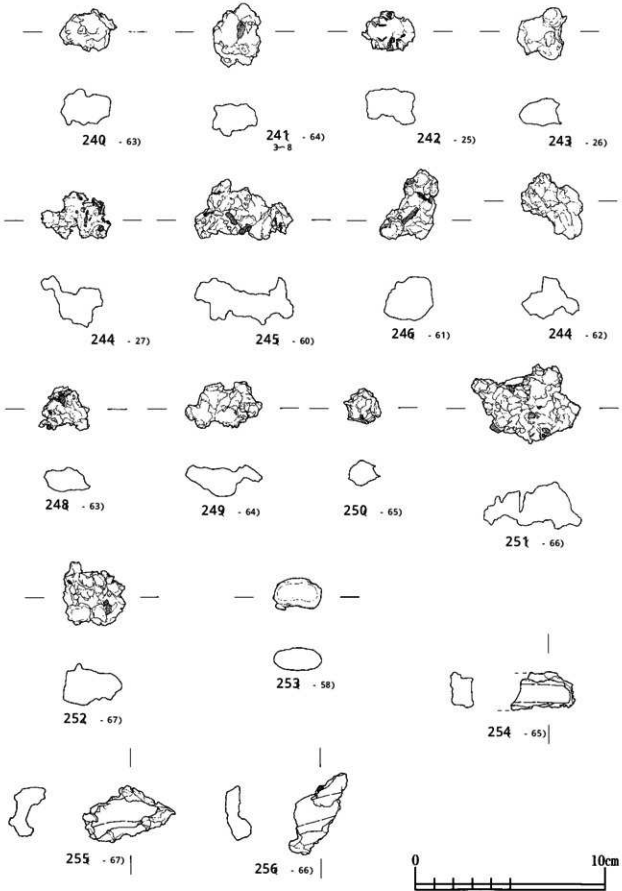 240( - 63)
241( - 64)
3-8
242( - 25)
243( - 26)
244( - 27)
245( - 60)
246( - 61)
244( - 62)
248( - 63)
249( - 64)
250( - 65)
251( - 66)
252( - 67)
253( - 58)
254( - 65)
255( - 67)
256( - 66)
0 10cm